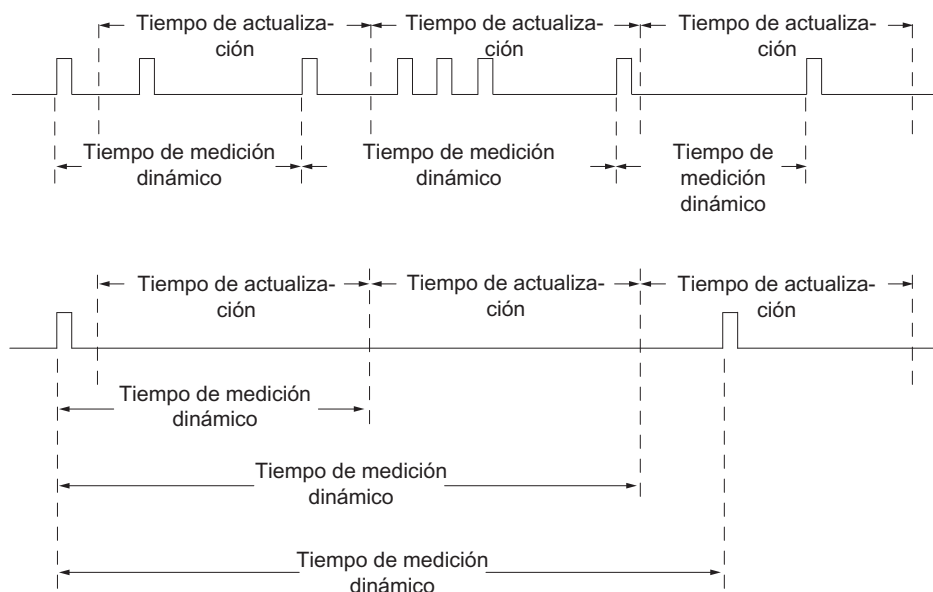 Tiempo de actualiza-
ción
Tiempo de actualiza-
ción
Tiempo de actualiza-
ción
Tiempo de medición
dinámico
Tiempo de medición
dinámico
Tiempo de
medición
dinámico
Tiempo de actualiza-
ción
Tiempo de actualiza-
ción
Tiempo de actualiza-
ción
Tiempo de medición
dinámico
Tiempo de medición
dinámico
Tiempo de medición
dinámico